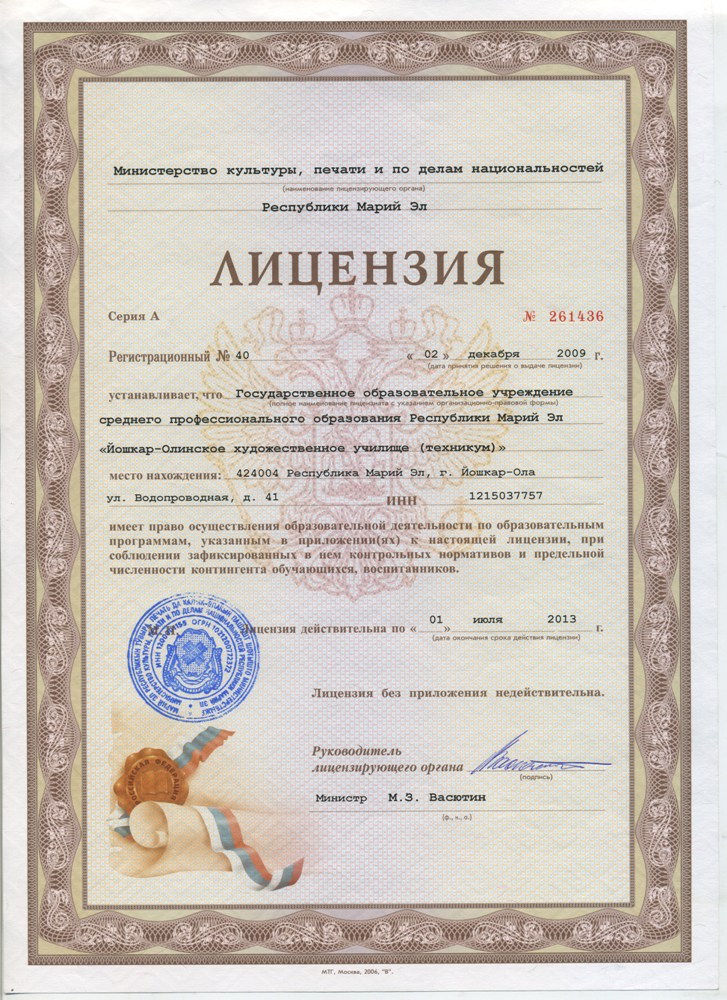 Министерство культуры, печати и по делам национальностей
(наименование лицензирующего органа)
Республики Марий Эл
ЛИЦЕНЗИЯ
Серия А № 261436
Регистрационный № 40 « 02 » декабря 2009 г.
(дата принятия решения о выдаче лицензии)
устанавливает, что Государственное образовательное учреждение
(полное наименование лицензиата с указанием организационно-правовой формы)
среднего профессионального образования Республики Марий Эл
«Йошкар-Олинское художественное училище (техникум)»
место нахождения: 424004 Республика Марий Эл, г. Йошкар-Ола
ул. Водопроводная, д. 41 ИНН 1215037757
имеет право осуществления образовательной деятельности по образовательным
программам, указанным в приложении(ях) к настоящей лицензии, при
соблюдении зафиксированных в нем контрольных нормативов и предельной
численности контингента обучающихся, воспитанников.
М.П.
Лицензия действительна по « 01 » июля 2013 г.
(дата окончания срока действия лицензии)
Лицензия без приложения недействительна.
Руководитель
лицензирующего органа
(подпись)
Министр М.З. Васютин
(ф., и., о.)
РОССИЙСКАЯ ФЕДЕРАЦИЯ
МТГ, Москва, 2006, "В".